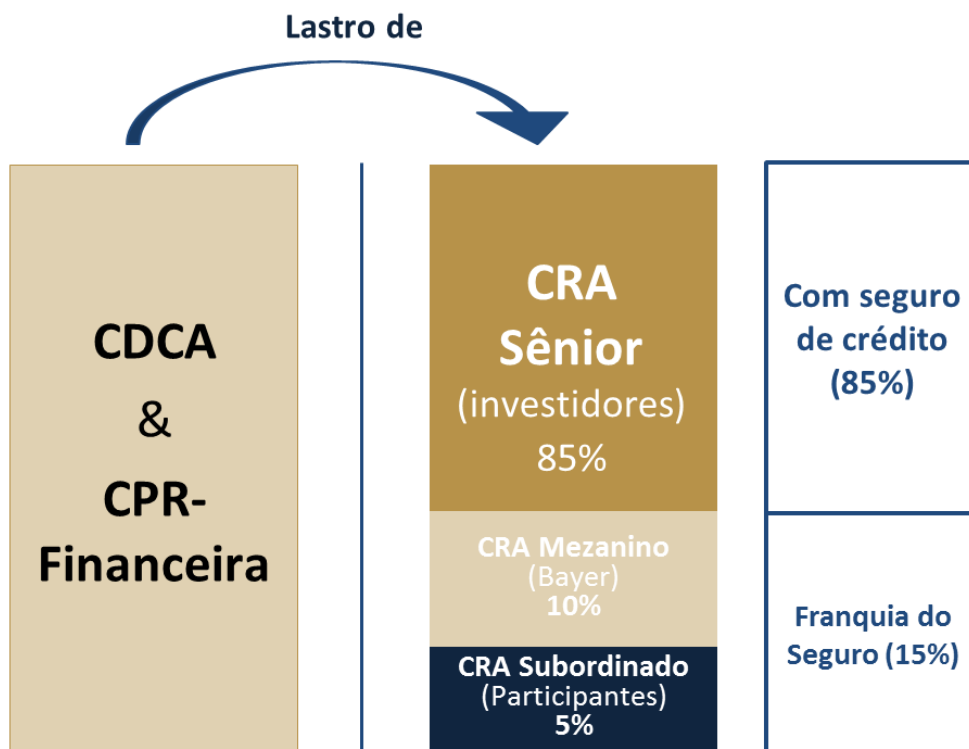 Lastro de
CDCA
&
CPR-
Financeira
CRA
Sênior
(investidores)
85%
CRA Mezanino
(Bayer)
10%
CRA Subordinado
(Participantes)
5%
Com seguro
de crédito
(85%)
Franquia do
Seguro (15%)